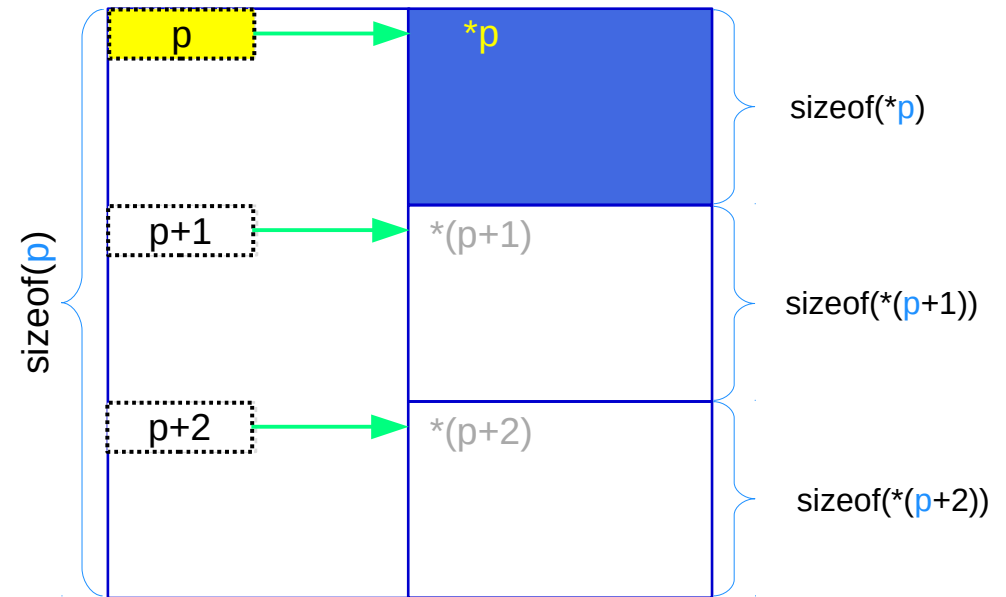 p
*p
sizeof(*p)
p+1
*(p+1)
sizeof(p)
sizeof(*(p+1))
p+2
*(p+2)
sizeof(*(p+2))